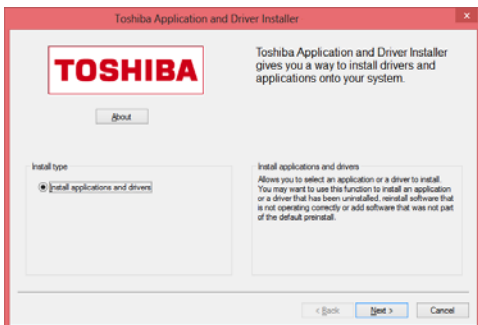 Toshiba Application and Driver Installer
x
TOSHIBA
Toshiba Application and Driver Installer
gives you a way to install drivers and
applications onto your system.
About
Install type
Install applications and drivers
Install applications and drivers
Allows you to select an application or a driver to install.
You may want to use this function to install an application
or a driver that has been uninstalled, reinstall software that
is not operating correctly or add software that was not part
of the default preinstall.
< Back
Next >
Cancel